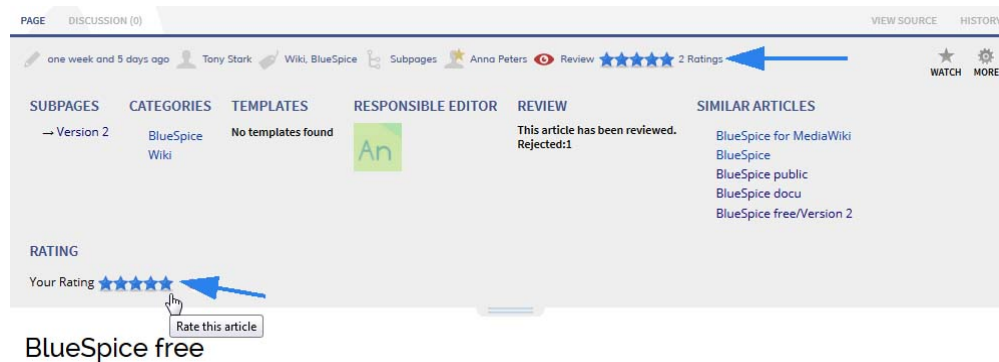 PAGE DISCUSSION (0) VIEW SOURCE HISTORY
one week and 5 days ago Tony Stark Wiki, BlueSpice Subpages Anna Peters Review 2 Ratings
WATCH MORE
SUBPAGES CATEGORIES TEMPLATES RESPONSIBLE EDITOR REVIEW SIMILAR ARTICLES
→ Version 2 BlueSpice No templates found An This article has been reviewed. BlueSpice for MediaWiki
Wiki Rejected:1 BlueSpice
BlueSpice public
BlueSpice docu
BlueSpice free/Version 2
RATING
Your Rating
Rate this article
BlueSpice free